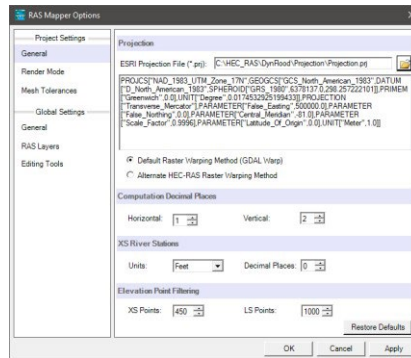 RAS Mapper Options
Project Settings
General
Render Mode
Mesh Tolerances
Global Settings
General
RAS Layers
Editing Tools
Projection
ESRI Projection File (*.prj): C:\HEC_RAS\DynRood\Projection\Projection.prj
PROJCS["NAD_1983_UTM_Zone_17N",GEOGCS["GCS_North_American_1983",DATUM
["D_North_American_1983",SPHEROID["GRS_1980",6378137.0,298.257222101]],PRIMEM
["Greenwich",0.0],UNIT["Degree",0.0174532925199433]],PROJECTION
["Transverse_Mercator"],PARAMETER["False_Easting",500000.0],PARAMETER
["False_Northing",0.0],PARAMETER["Central_Meridian",-81.0],PARAMETER
["Scale_Factor",0.9996],PARAMETER["Latitude_Of_Origin",0.0],UNIT["Meter",1.0]]
Default Raster Warping Method (GDAL Warp)
Alternate HEC-RAS Raster Warping Method
Computation Decimal Places
Horizontal: 1 Vertical: 2
XS River Stations
Units: Feet Decimal Places: 0
Elevation Point Filtering
XS Points: 450 LS Points: 1000
Restore Defaults
OK Cancel Apply